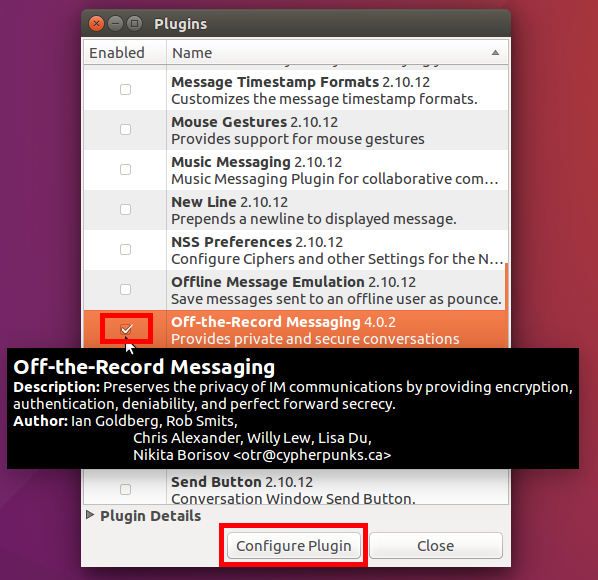 Plugins
Enabled Name
Message Timestamp Formats 2.10.12
Customizes the message timestamp formats.
Mouse Gestures 2.10.12
Provides support for mouse gestures
Music Messaging 2.10.12
Music Messaging Plugin for collaborative com…
New Line 2.10.12
Prepends a newline to displayed message.
NSS Preferences 2.10.12
Configure Ciphers and other Settings for the N…
Offline Message Emulation 2.10.12
Save messages sent to an offline user as pounce.
Off-the-Record Messaging 4.0.2
Provides private and secure conversations
Off-the-Record Messaging
Description: Preserves the privacy of IM communications by providing encryption,
authentication, deniability, and perfect forward secrecy.
Author: Ian Goldberg, Rob Smits,
Chris Alexander, Willy Lew, Lisa Du,
Nikita Borisov <otr@cypherpunks.ca>
Send Button 2.10.12
Conversation Window Send Button.
Plugin Details
Configure Plugin Close